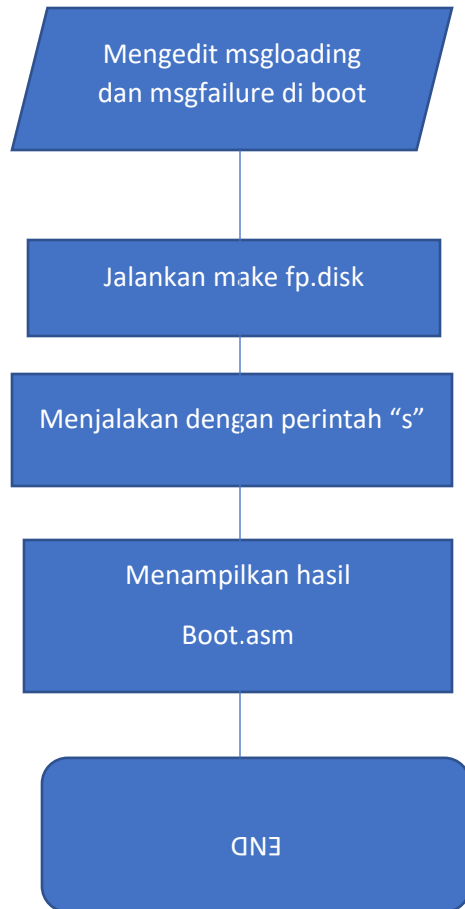 Mengedit msgloading
dan msgfailure di boot
Jalankan make fp.disk
Menjalakan dengan perintah “s”
Menampilkan hasil
Boot.asm
END